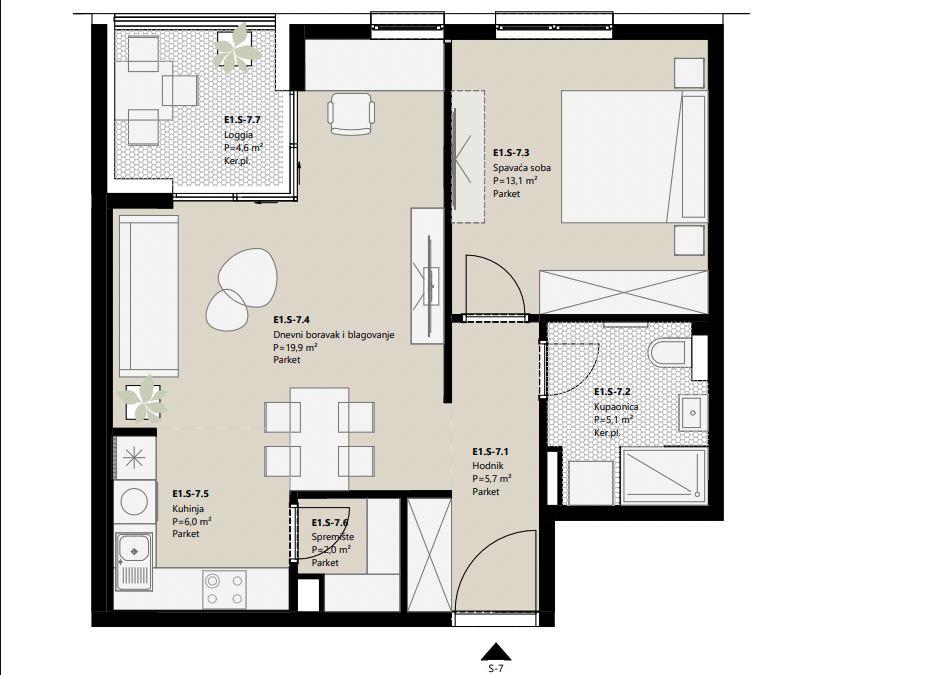 E1.S-7.7
Loggia
P=4,6 m²
Ker.pl.
E1.S-7.3
Spavaća soba
P=13,1 m²
Parket
E1.S-7.4
Dnevni boravak i blagovanje
P=19,9 m²
Parket
E1.S-7.2
Kupaonica
P=5,1 m²
Ker.pl.
E1.S-7.1
Hodnik
P=5,7 m²
Parket
E1.S-7.5
Kuhinja
P=6,0 m²
Parket
E1.S-7.6
Spremište
P=2,0 m²
Parket
S-7